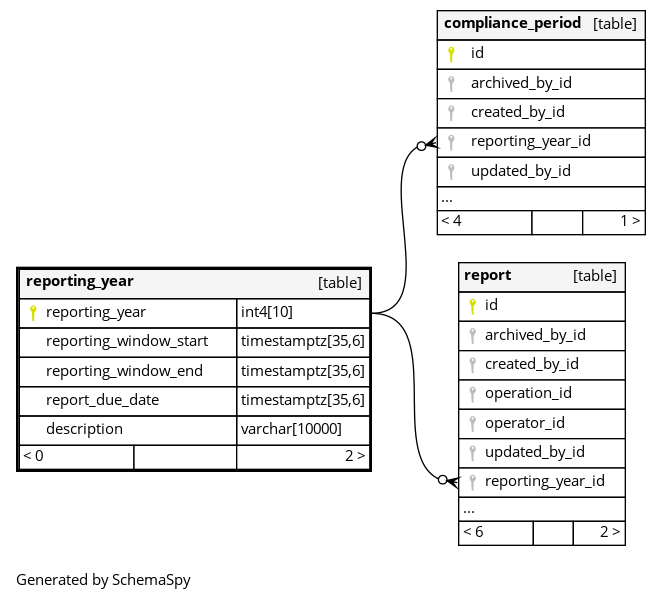 compliance_period [table]
id
archived_by_id
created_by_id
reporting_year_id
updated_by_id
...
< 4 1 >
reporting_year [table]
reporting_year int4[10]
reporting_window_start timestamptz[35,6]
reporting_window_end timestamptz[35,6]
report_due_date timestamptz[35,6]
description varchar[10000]
< 0 2 >
report [table]
id
archived_by_id
created_by_id
operation_id
operator_id
updated_by_id
reporting_year_id
...
< 6 2 >
Generated by SchemaSpy